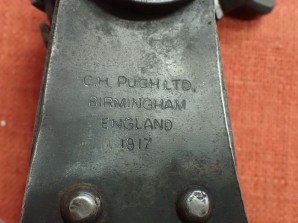 C.H. PUGH LTD.
BIRMINGHAM
ENGLAND
1917